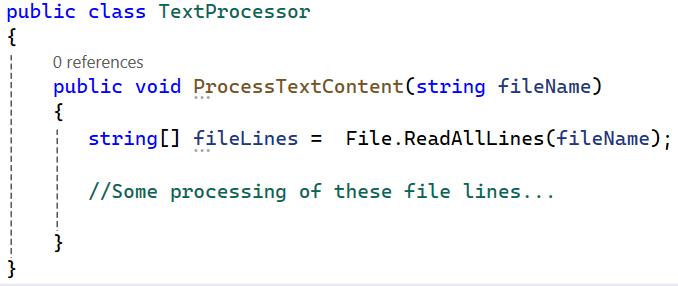 public class TextProcessor
{
0 references
public void ProcessTextContent(string fileName)
{
string[] fileLines =  File.ReadAllLines(fileName);
//Some processing of these file lines...
}
}